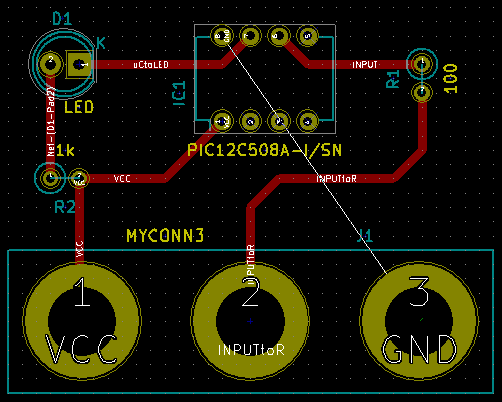 D1
K
uCtoLED
INPUT
R1
100
IC1
LED
Net-(D1-Pad2)
1k
PIC12C508A-I/SN
VCC
VCC
INPUTtoR
R2
MYCONN3
J1
VCC
INPUTtoR
1
2
3
VCC
INPUTtoR
GND